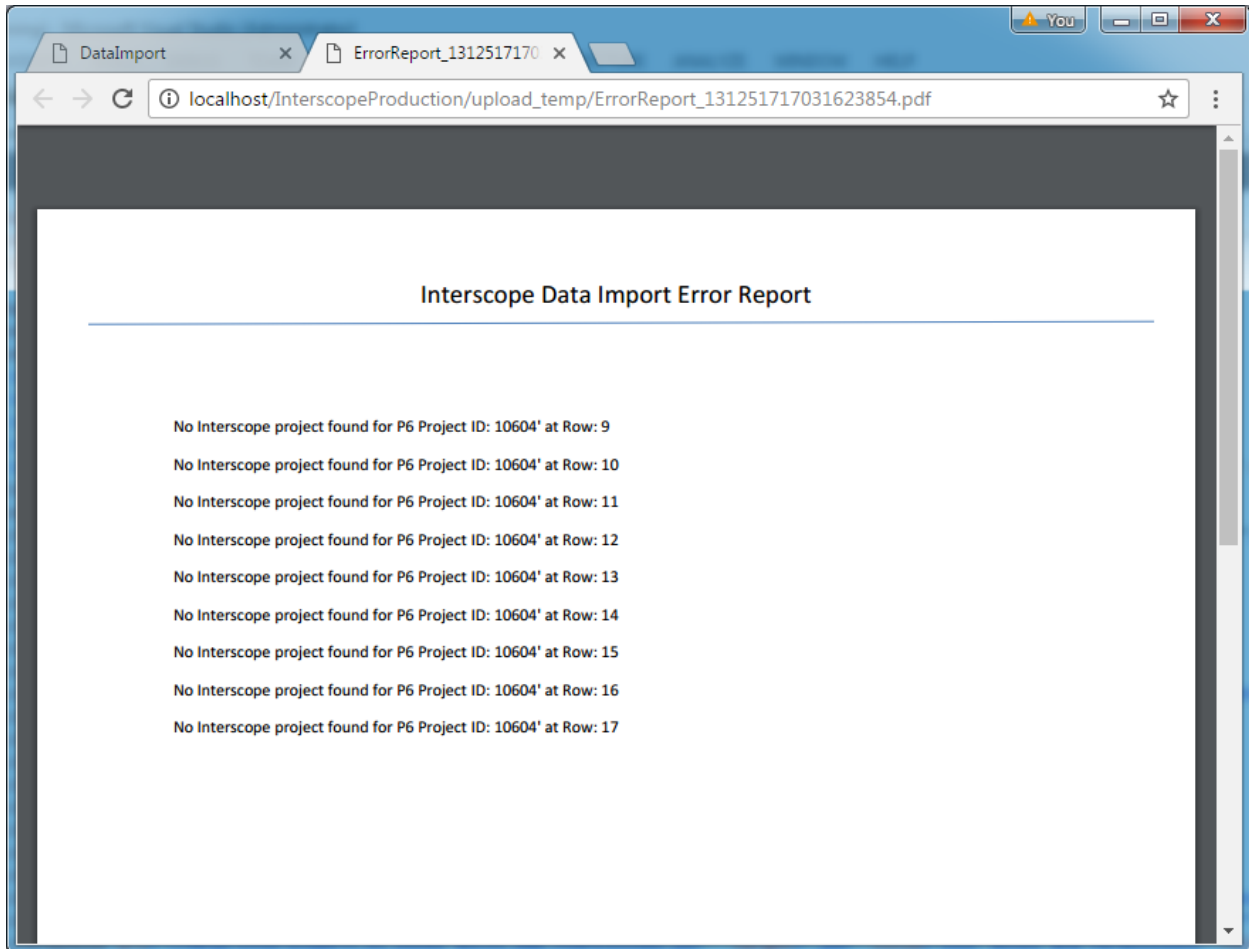 You
DataImport
ErrorReport_1312517170
localhost/InterscopeProduction/upload_temp/ErrorReport_131251717031623854.pdf
Interscope Data Import Error Report
No Interscope project found for P6 Project ID: 10604' at Row: 9
No Interscope project found for P6 Project ID: 10604' at Row: 10
No Interscope project found for P6 Project ID: 10604' at Row: 11
No Interscope project found for P6 Project ID: 10604' at Row: 12
No Interscope project found for P6 Project ID: 10604' at Row: 13
No Interscope project found for P6 Project ID: 10604' at Row: 14
No Interscope project found for P6 Project ID: 10604' at Row: 15
No Interscope project found for P6 Project ID: 10604' at Row: 16
No Interscope project found for P6 Project ID: 10604' at Row: 17